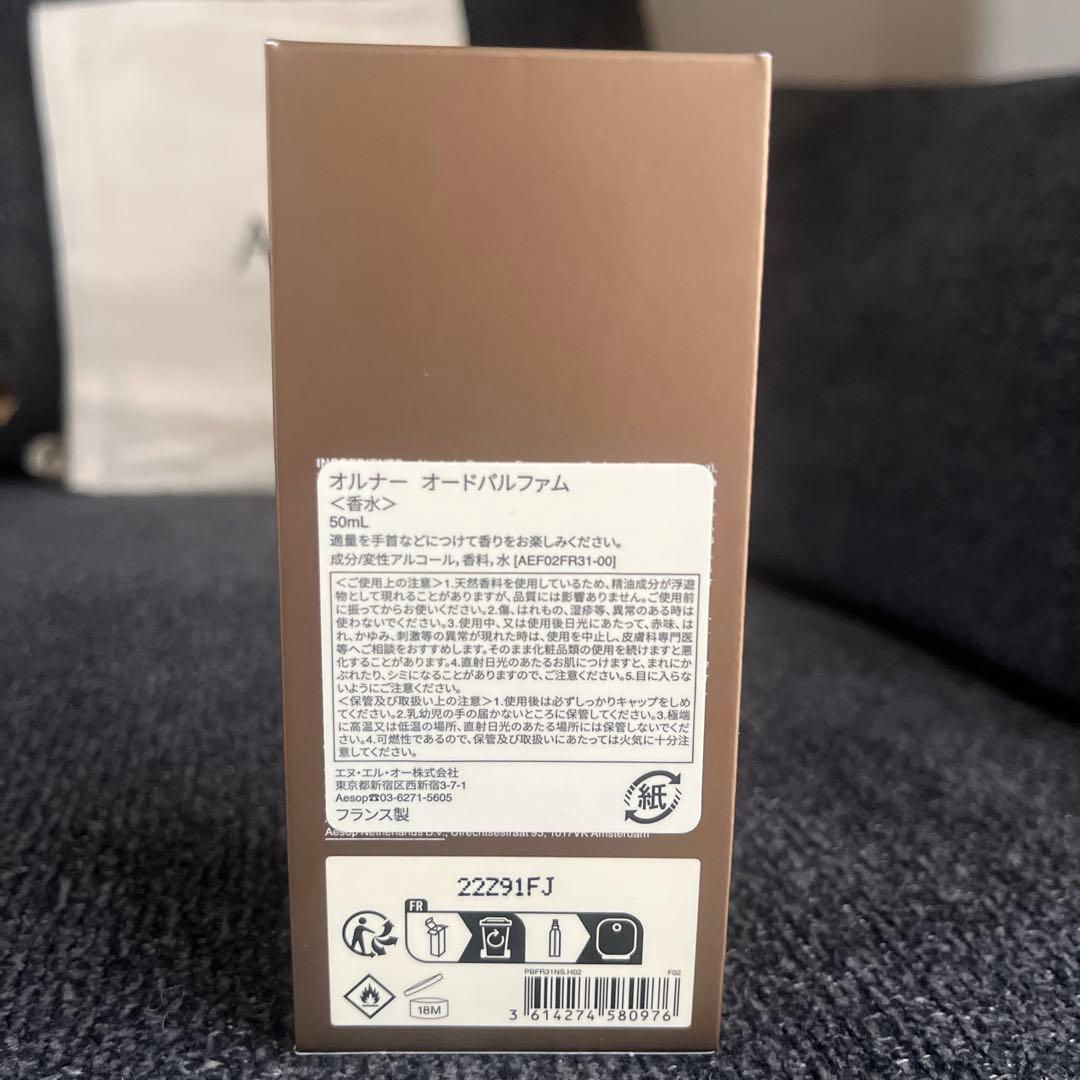 オルナー オードパルファム
＜香水＞
50mL
適量を手首などにつけて香りをお楽しみください。
成分/変性アルコール, 香料, 水 [AEF02FR31-00]
＜ご使用上の注意＞1.天然香料を使用しているため、精油成分が浮遊
物として現れることがありますが、品質には影響ありません。ご使用前
に振ってからお使いください。2.傷、はれもの、湿疹等、異常のある時は
使わないでください。3.使用中、又は使用後日光にあたって、赤味、は
れ、かゆみ、刺激等の異常が現れた時は、使用を中止し、皮膚科専門医
等へご相談をおすすめします。そのまま化粧品類の使用を続けますと悪
化することがあります。4.直射日光のあたるお肌につけますと、まれにか
ぶれたり、シミになることがありますので、ご注意ください。5.目に入らな
いようにご注意ください。
＜保管及び取扱い上の注意＞1.使用後は必ずしっかりキャップをしめ
てください。2.乳幼児の手の届かないところに保管してください。3.極端
に高温又は低温の場所、直射日光のあたる場所には保管しないでくだ
さい。4.可燃性であるので、保管及び取扱いにあたっては火気に十分注
意してください。
エヌ・エル・オー株式会社
東京都新宿区西新宿3-7-1
Aesop☎03-6271-5605
フランス製
紙
Aesop Netherlands B.V., Utrechtsestraat 93, 1017VK Amsterdam
22Z91FJ
FR
PBFR31NS.H02 F02
18M
3 614274 580976